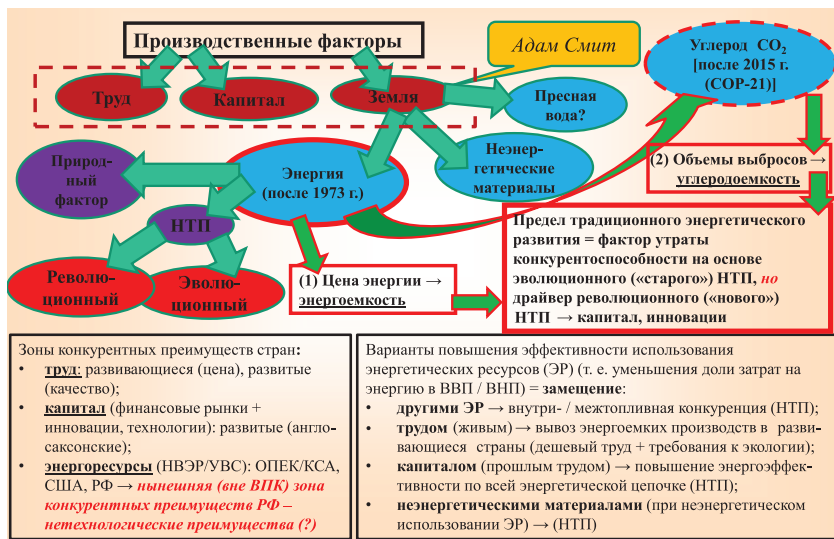 Производственные факторы
Адам Смит
Углерод CO₂
[после 2015 г.
(COP-21)]
Труд
Капитал
Земля
Пресная
вода?
Природ-
ный
фактор
Энергия
(после 1973 г.)
Неэнер-
гетические
материалы
(2) Объемы выбросов →
углеродоемкость
НТП
Револю-
ционный
Эволю-
ционный
(1) Цена энергии →
энергоемкость
Предел традиционного энергетического
развития = фактор утраты
конкурентоспособности на основе
эволюционного («старого») НТП, но
драйвер революционного («нового»)
НТП → капитал, инновации
Зоны конкурентных преимуществ стран:
• труд: развивающиеся (цена), развитые
(качество);
• капитал (финансовые рынки +
инновации, технологии): развитые (англо-
саксонские);
• энергоресурсы (НВЭР/УВС): ОПЕК/КСА,
США, РФ → нынешняя (вне ВПК) зона
конкурентных преимуществ РФ –
нетехнологические преимущества (?)
Варианты повышения эффективности использования
энергетических ресурсов (ЭР) (т. е. уменьшения доли затрат на
энергию в ВВП / ВНП) = замещение:
• другими ЭР → внутри- / межтопливная конкуренция (НТП);
• трудом (живым) → вывоз энергоемких производств в разви-
вающиеся страны (дешевый труд + требования к экологии);
• капиталом (прошлым трудом) → повышение энергоэффек-
тивности по всей энергетической цепочке (НТП);
• неэнергетическими материалами (при неэнергетическом
использовании ЭР) → (НТП)